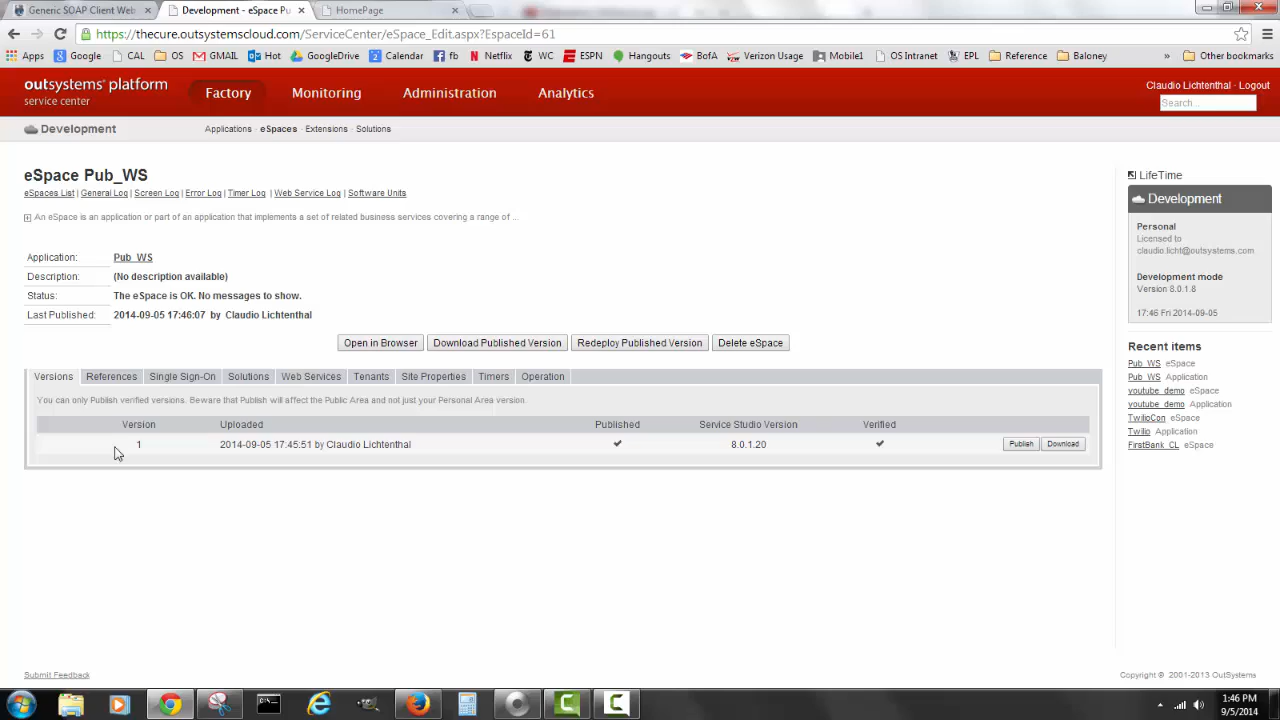 Generic SOAP Client Web
Development - eSpace Pu
HomePage
https://thecure.outsystemscloud.com/ServiceCenter/eSpace_Edit.aspx?EspaceId=61
Apps Google CAL OS GMAIL Hot GoogleDrive Calendar fb Netflix WC ESPN Hangouts BofA Verizon Usage Mobile1 OS Intranet EPL Reference Baloney » Other bookmarks
outsystems® platform
service center
Factory Monitoring Administration Analytics
Claudio Lichtenthal - Logout
Search...
Development
Applications · eSpaces · Extensions · Solutions
eSpace Pub_WS
eSpaces List | General Log | Screen Log | Error Log | Timer Log | Web Service Log | Software Units
An eSpace is an application or part of an application that implements a set of related business services covering a range of ...
Application: Pub_WS
Description: (No description available)
Status: The eSpace is OK. No messages to show.
Last Published: 2014-09-05 17:46:07 by Claudio Lichtenthal
Open in Browser Download Published Version Redeploy Published Version Delete eSpace
Versions References Single Sign-On Solutions Web Services Tenants Site Properties Timers Operation
You can only Publish verified versions. Beware that Publish will affect the Public Area and not just your Personal Area version.
Version Uploaded Published Service Studio Version Verified
1 2014-09-05 17:45:51 by Claudio Lichtenthal 8.0.1.20 Publish Download
LifeTime
Development
Personal
Licensed to
claudio.licht@outsystems.com
Development mode
Version 8.0.1.8
17:46 Fri 2014-09-05
Recent items
Pub_WS eSpace
Pub_WS Application
youtube_demo eSpace
youtube_demo Application
TwilioCon eSpace
Twilio Application
FirstBank_CL eSpace
Submit Feedback
Copyright © 2001-2013 OutSystems
1:46 PM
9/5/2014